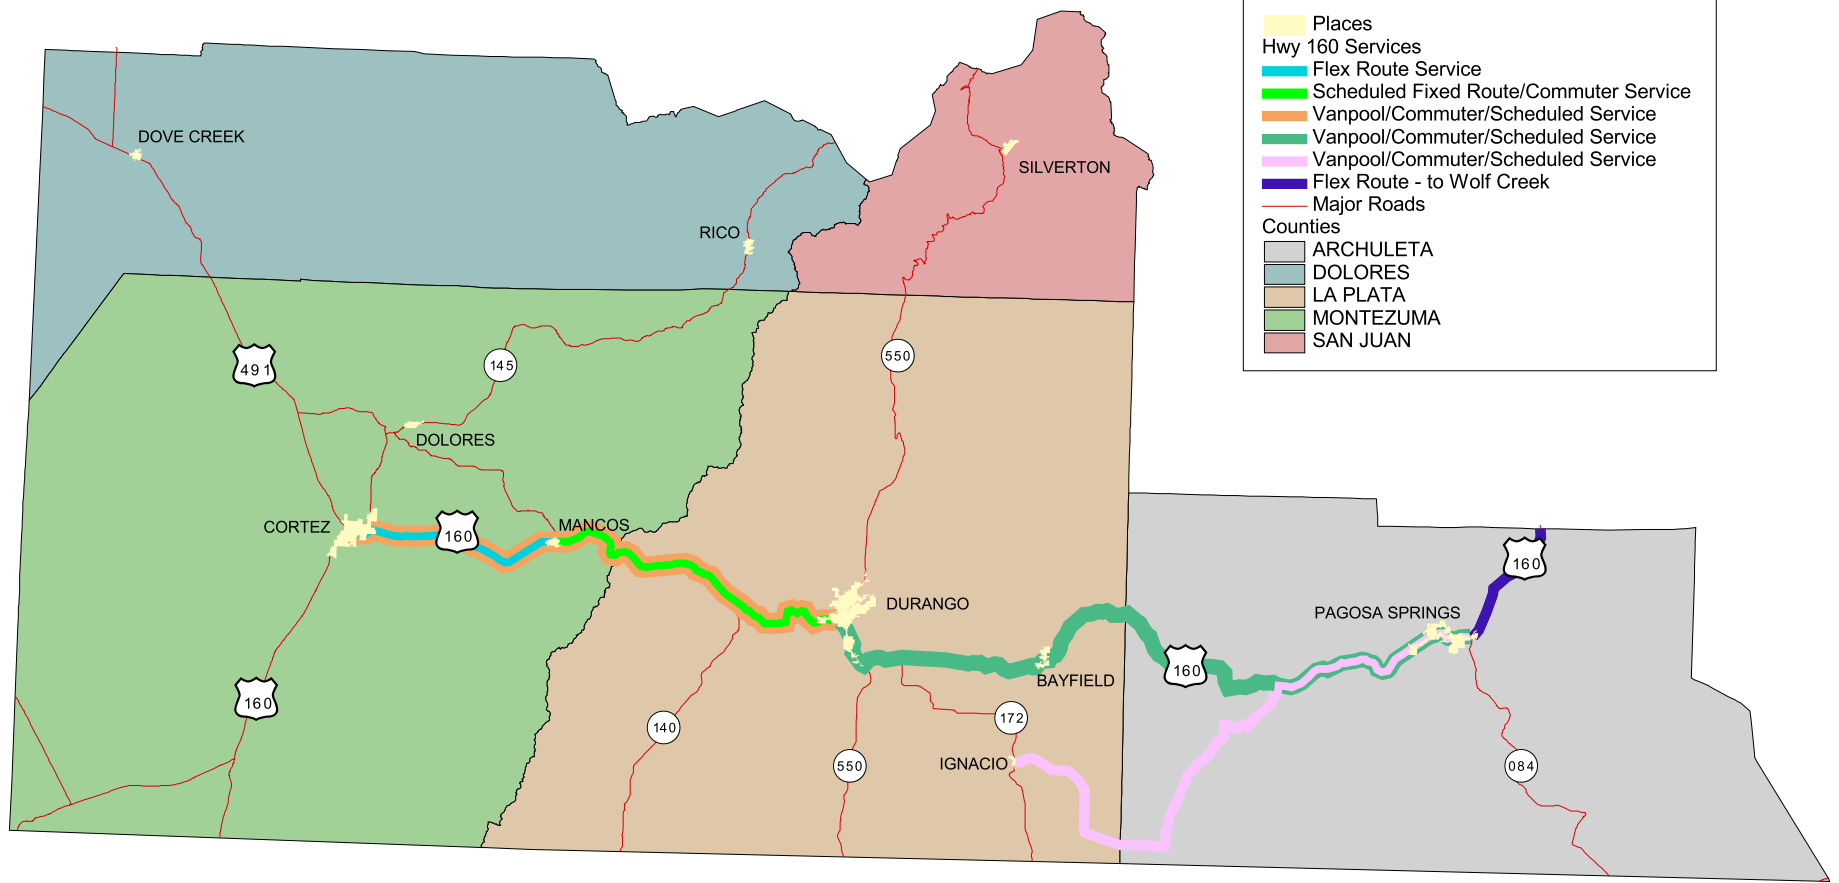 Places
Hwy 160 Services
Flex Route Service
Scheduled Fixed Route/Commuter Service
Vanpool/Commuter/Scheduled Service
Vanpool/Commuter/Scheduled Service
Vanpool/Commuter/Scheduled Service
Flex Route - to Wolf Creek
Major Roads
Counties
ARCHULETA
DOLORES
LA PLATA
MONTEZUMA
SAN JUAN
DOVE CREEK
SILVERTON
RICO
491
145
550
DOLORES
CORTEZ
160
MANCOS
160
DURANGO
PAGOSA SPRINGS
160
BAYFIELD
160
140
172
550
IGNACIO
084